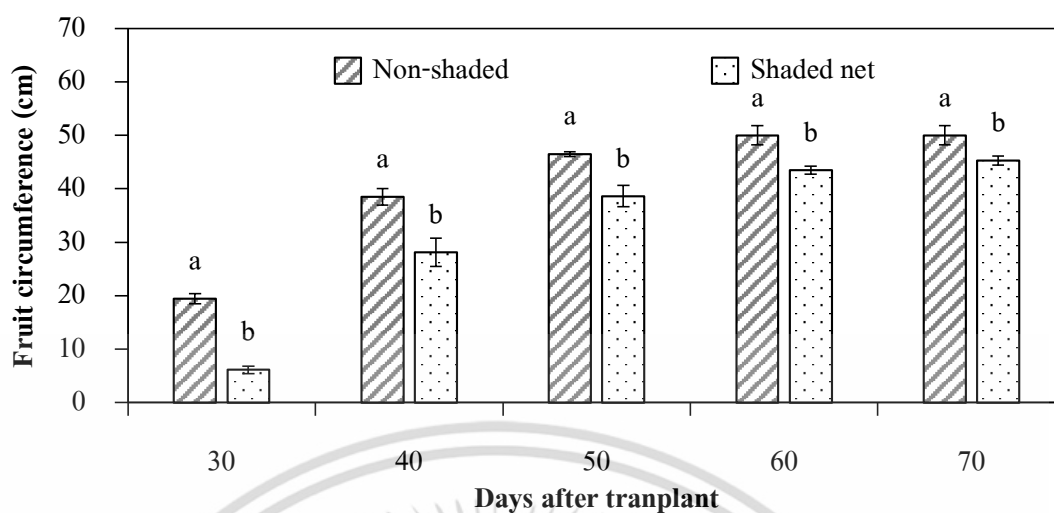 70
60
50
40
30
20
10
0
Fruit circumference (cm)
Non-shaded Shaded net
a b
a b
a b
a b
a b
30 40 50 60 70
Days after tranplant